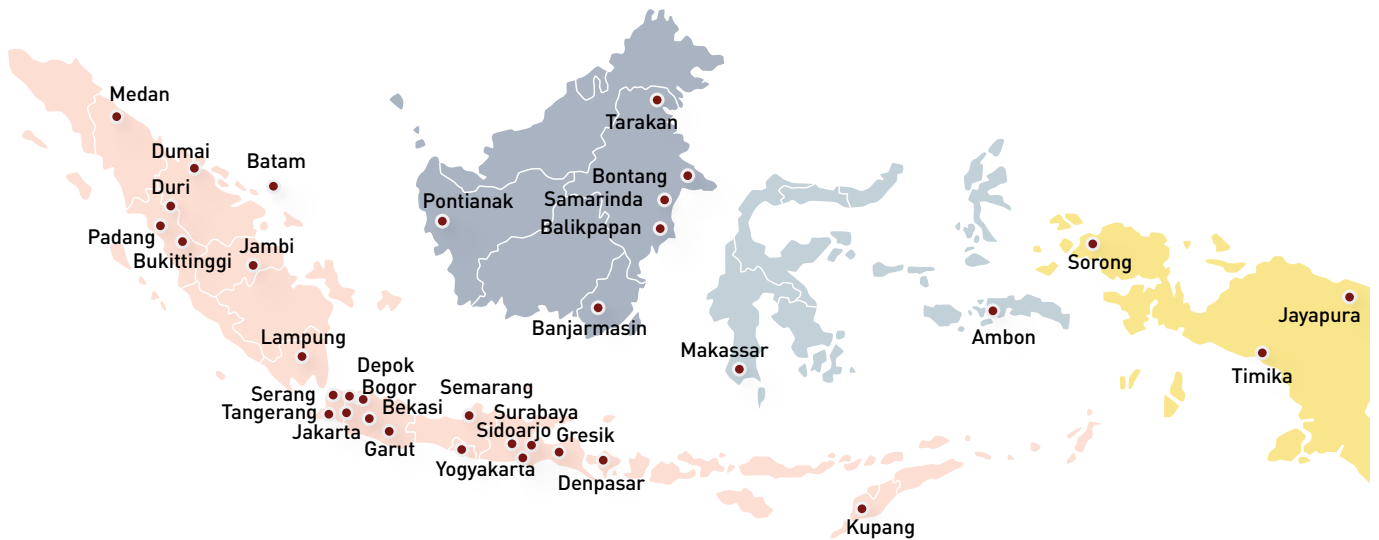 Medan
Dumai
Batam
Duri
Padang
Bukittinggi
Jambi
Lampung
Tarakan
Bontang
Pontianak
Samarinda
Balikpapan
Banjarmasin
Makassar
Ambon
Sorong
Jayapura
Timika
Depok
Serang
Bogor
Tangerang
Bekasi
Jakarta
Garut
Semarang
Surabaya
Sidoarjo
Gresik
Yogyakarta
Denpasar
Kupang